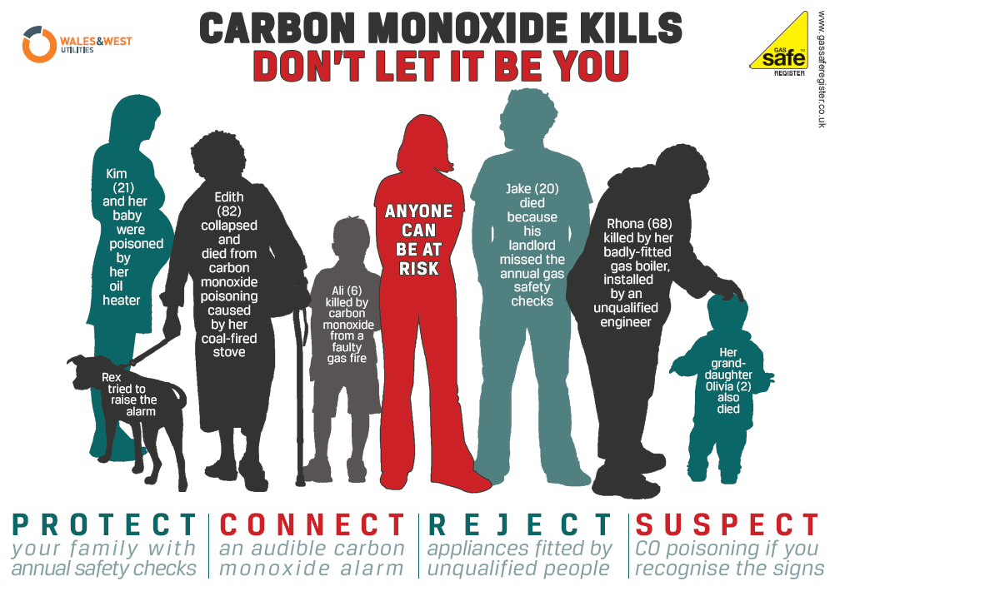 WALES&WEST
UTILITIES
CARBON MONOXIDE KILLS
DON'T LET IT BE YOU
GAS
safe™
REGISTER
www.gassaferegister.co.uk
Kim
(21)
and her
baby
were
poisoned
by
her
oil
heater
Rex
tried to
raise the
alarm
Edith
(82)
collapsed
and
died from
carbon
monoxide
poisoning
caused
by her
coal-fired
stove
Ali (6)
killed by
carbon
monoxide
from a
faulty
gas fire
ANYONE
CAN
BE AT
RISK
Jake (20)
died
because
his
landlord
missed the
annual gas
safety
checks
Rhona (68)
killed by her
badly-fitted
gas boiler,
installed
by an
unqualified
engineer
Her
grand-
daughter
Olivia (2)
also
died
PROTECT
your family with
annual safety checks
CONNECT
an audible carbon
monoxide alarm
REJECT
appliances fitted by
unqualified people
SUSPECT
CO poisoning if you
recognise the signs